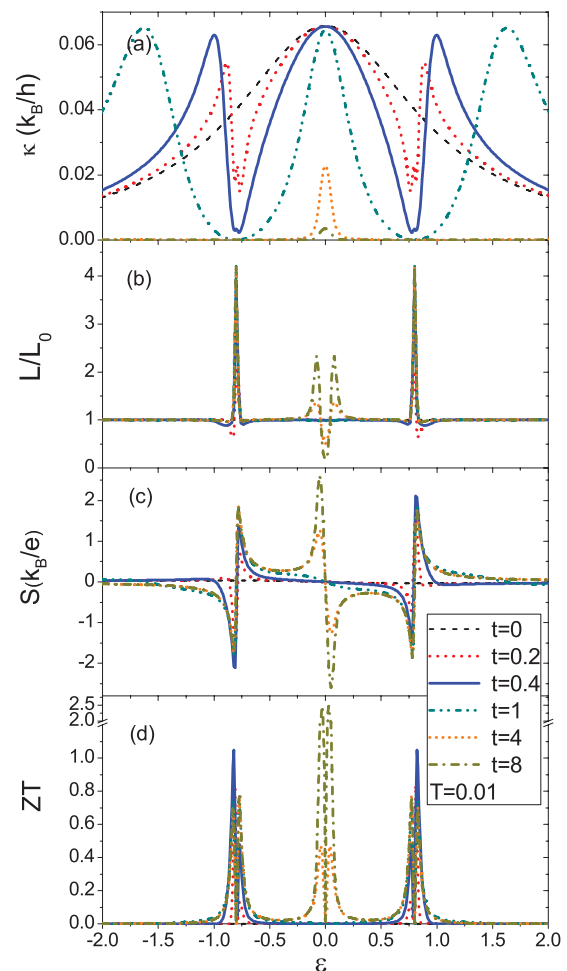 0.06
(a)
κ (k_B/h)
0.04
0.02
0.00
(b)
4
L/L_0
3
2
1
0
(c)
2
S(k_B/e)
1
0
-1
-2
t=0
t=0.2
t=0.4
t=1
t=4
t=8
T=0.01
2.5
2.0
(d)
1.0
ZT
0.8
0.6
0.4
0.2
0.0
-2.0 -1.5 -1.0 -0.5 0.0 0.5 1.0 1.5 2.0
ε